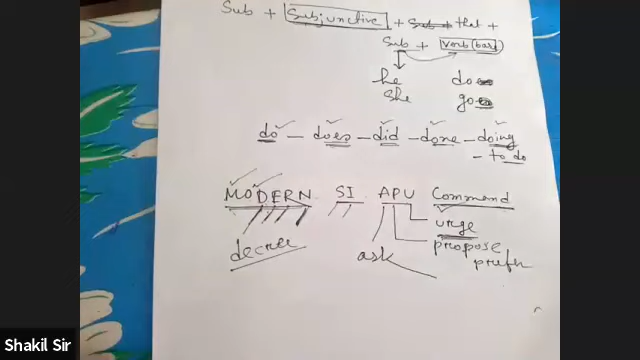 Sub + Subjunctive + Sub + that +
Sub + verb (base)
he do
She go
do - does - did - done - doing
- to do
MODERN SI APU Command
urge
decree ask propose
prefer
Shakil Sir